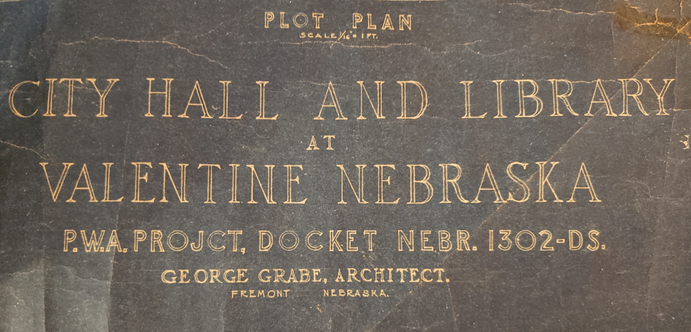 PLOT PLAN
SCALE 1/16" = 1 FT.
CITY HALL AND LIBRARY
AT
VALENTINE NEBRASKA
P.W.A. PROJCT, DOCKET NEBR. 1302-DS.
GEORGE GRABE, ARCHITECT.
FREMONT NEBRASKA.